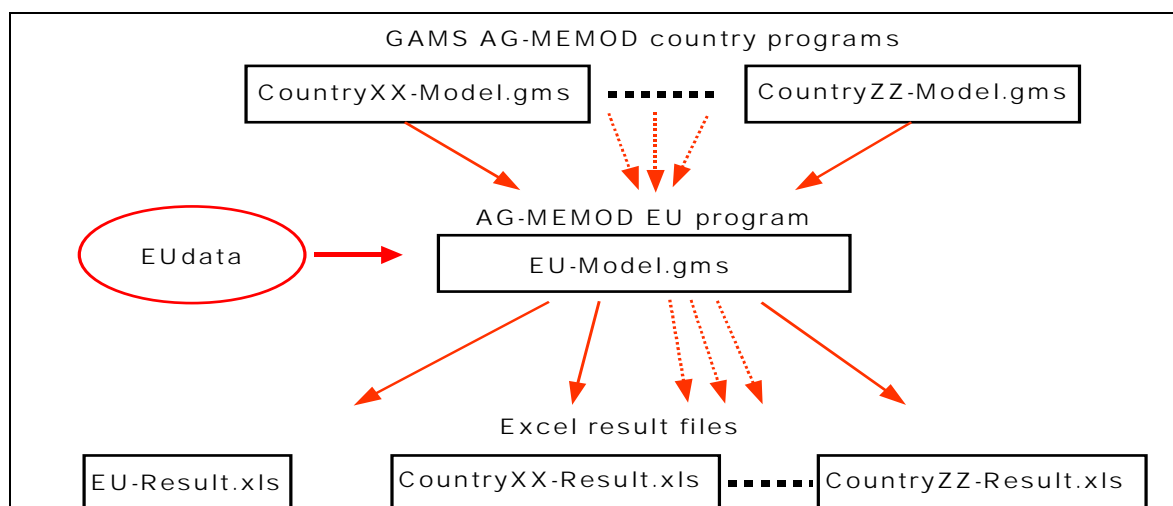 GAMS AG-MEMOD country programs
CountryXX-Model.gms
CountryZZ-Model.gms
AG-MEMOD EU program
EUdata
EU-Model.gms
Excel result files
EU-Result.xls
CountryXX-Result.xls
CountryZZ-Result.xls